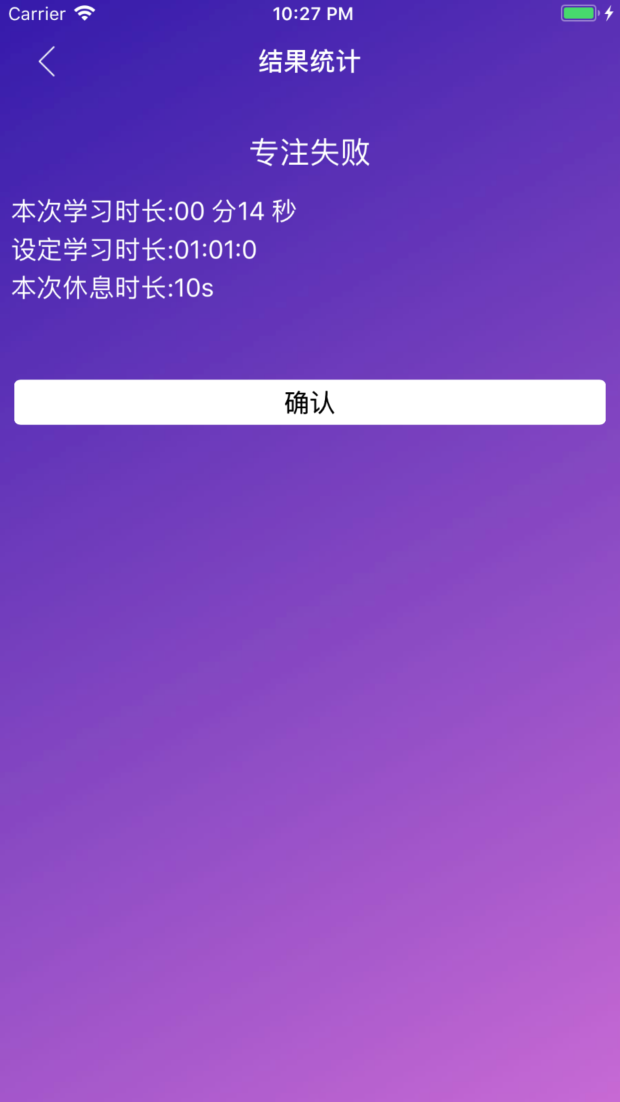 Carrier 10:27 PM
结果统计
专注失败
本次学习时长:00 分14 秒
设定学习时长:01:01:0
本次休息时长:10s
确认